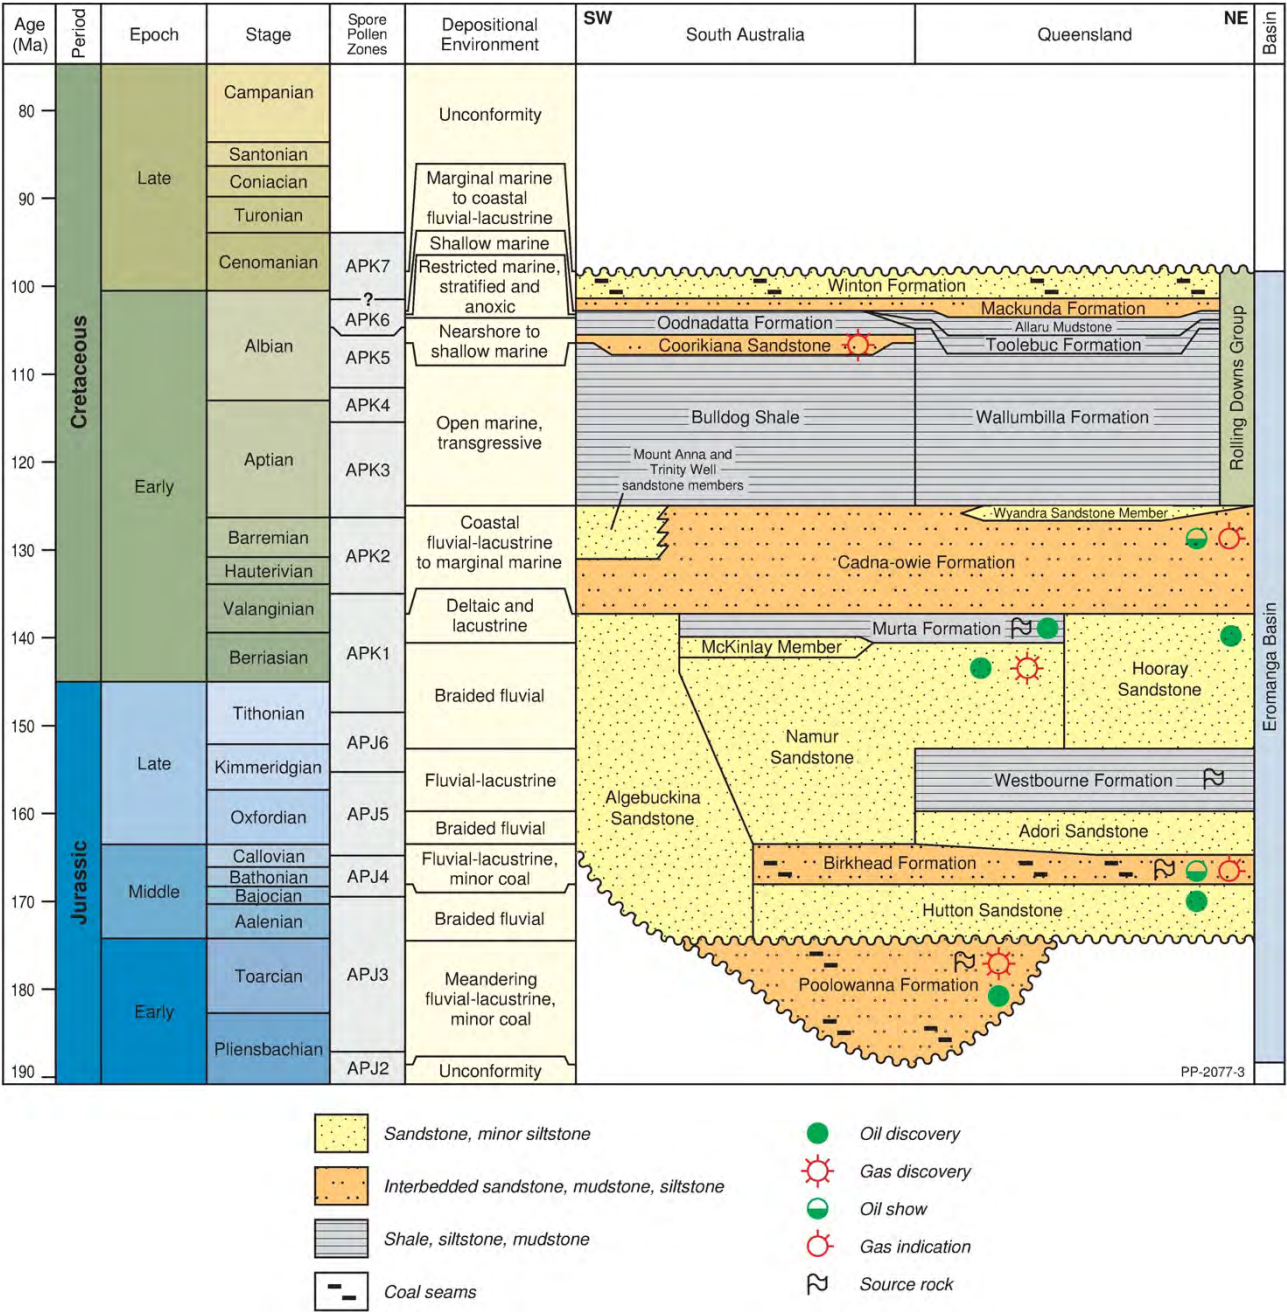 Age
(Ma)
Period
Epoch
Stage
Spore
Pollen
Zones
Depositional
Environment
SW
South Australia
Queensland
NE
Basin
80
90
100
110
120
130
140
150
160
170
180
190
Cretaceous
Jurassic
Late
Early
Late
Middle
Early
Campanian
Santonian
Coniacian
Turonian
Cenomanian
Albian
Aptian
Barremian
Hauterivian
Valanginian
Berriasian
Tithonian
Kimmeridgian
Oxfordian
Callovian
Bathonian
Bajocian
Aalenian
Toarcian
Pliensbachian
APK7
?
APK6
APK5
APK4
APK3
APK2
APK1
APJ6
APJ5
APJ4
APJ3
APJ2
Unconformity
Marginal marine
to coastal
fluvial-lacustrine
Shallow marine
Restricted marine,
stratified and
anoxic
Nearshore to
shallow marine
Open marine,
transgressive
Coastal
fluvial-lacustrine
to marginal marine
Deltaic and
lacustrine
Braided fluvial
Fluvial-lacustrine
Braided fluvial
Fluvial-lacustrine,
minor coal
Braided fluvial
Meandering
fluvial-lacustrine,
minor coal
Unconformity
Winton Formation
Mackunda Formation
Oodnadatta Formation
Allaru Mudstone
Coorikiana Sandstone
Toolebuc Formation
Bulldog Shale
Wallumbilla Formation
Mount Anna and
Trinity Well
sandstone members
Wyandra Sandstone Member
Cadna-owie Formation
Murta Formation
McKinlay Member
Hooray
Sandstone
Namur
Sandstone
Westbourne Formation
Algebuckina
Sandstone
Adori Sandstone
Birkhead Formation
Hutton Sandstone
Poolowanna Formation
Rolling Downs Group
Eromanga Basin
PP-2077-3
Sandstone, minor siltstone
Interbedded sandstone, mudstone, siltstone
Shale, siltstone, mudstone
Coal seams
Oil discovery
Gas discovery
Oil show
Gas indication
Source rock